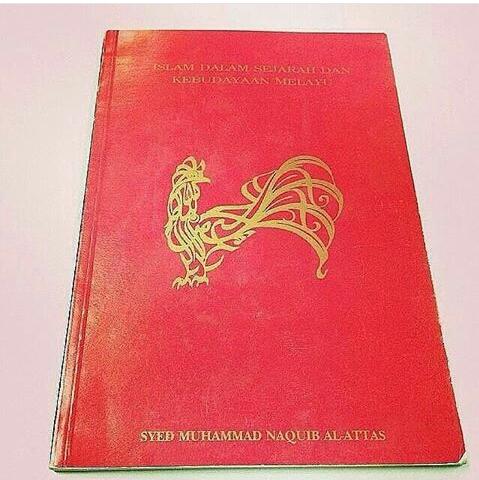 ISLAM DALAM SEJARAH DAN
KEBUDAYAAN MELAYU
SYED MUHAMMAD NAQUIB AL-ATTAS